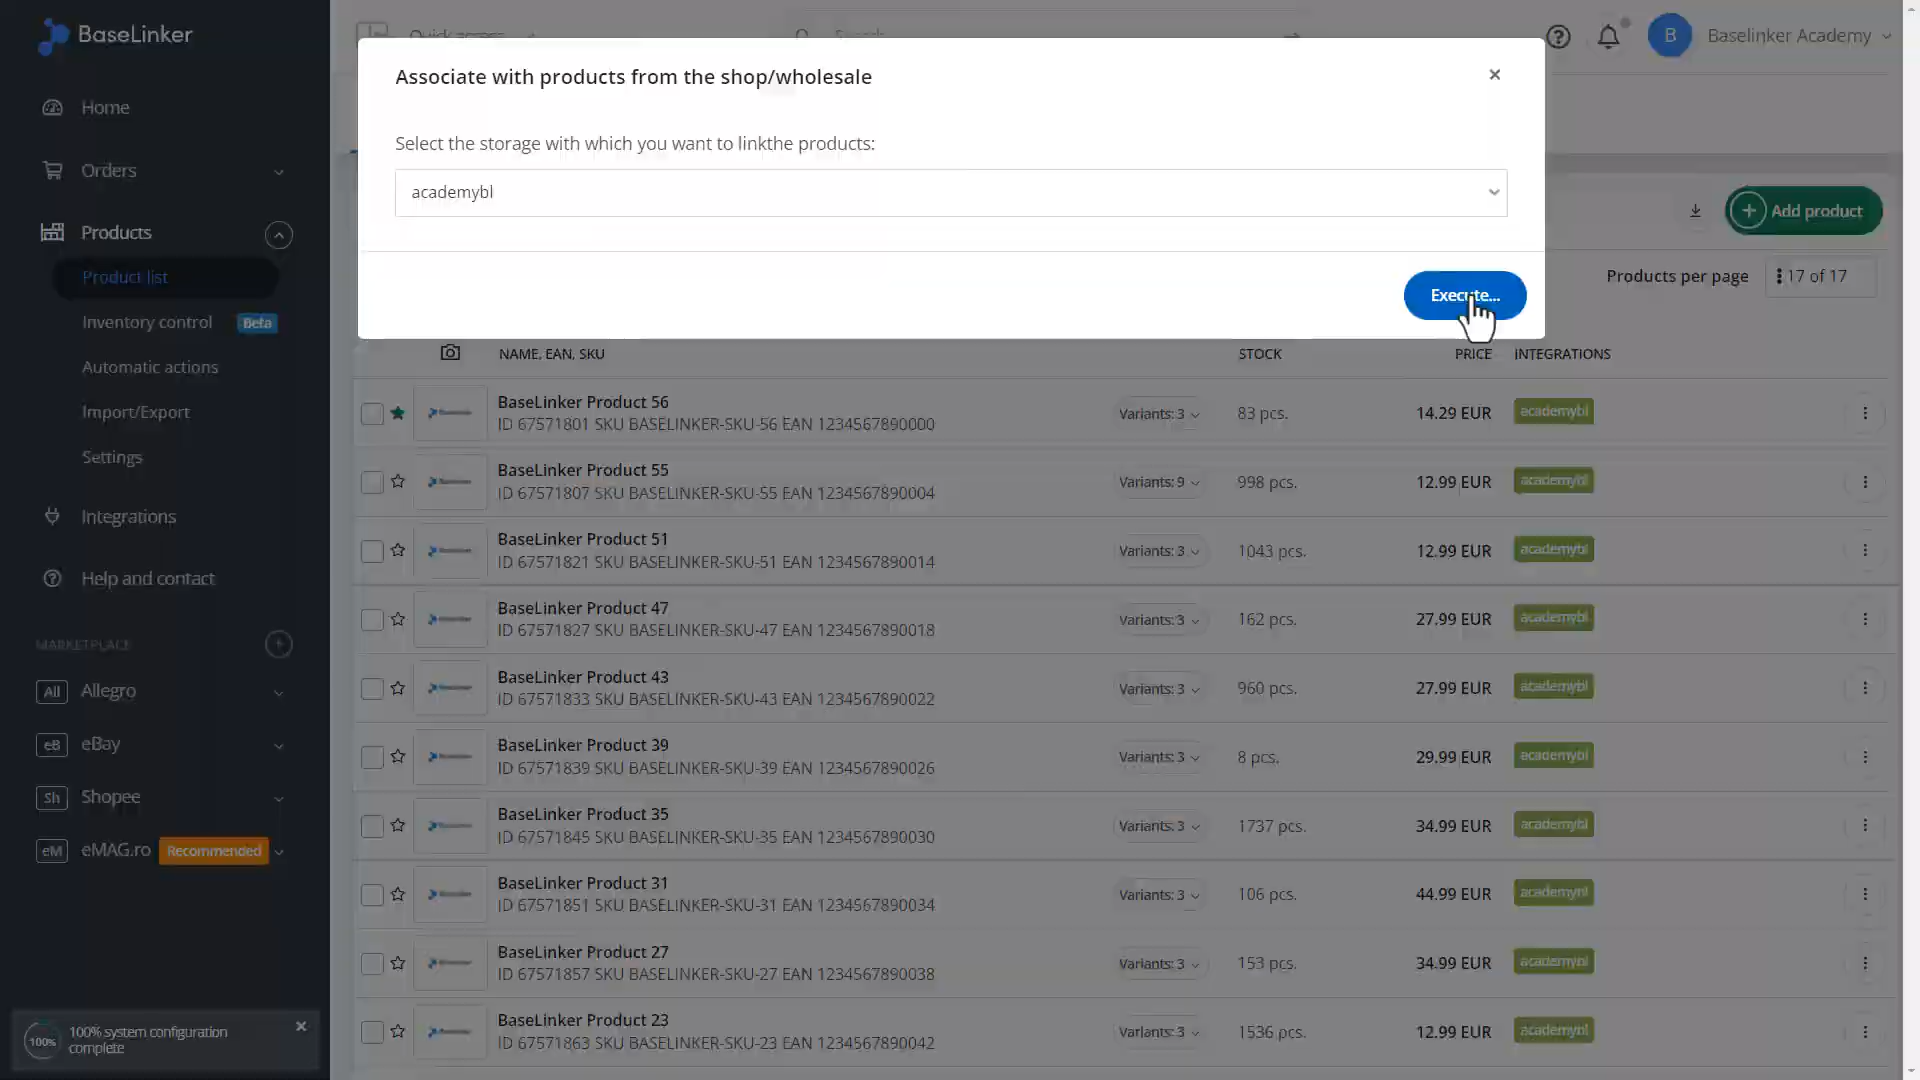 BaseLinker
Home
Orders
Products
Product list
Inventory control Beta
Automatic actions
Import/Export
Settings
Integrations
Help and contact
MARKETPLACE
All Allegro
eB eBay
Sh Shopee
eM eMAG.ro Recommended
100% 100% system configuration
complete
B Baselinker Academy
Associate with products from the shop/wholesale
Select the storage with which you want to linkthe products:
academybl
Execute...
Add product
Products per page 17 of 17
NAME, EAN, SKU STOCK PRICE INTEGRATIONS
BaseLinker Product 56
ID 67571801 SKU BASELINKER-SKU-56 EAN 1234567890000
Variants: 3 83 pcs. 14.29 EUR academybl
BaseLinker Product 55
ID 67571807 SKU BASELINKER-SKU-55 EAN 1234567890004
Variants: 9 998 pcs. 12.99 EUR academybl
BaseLinker Product 51
ID 67571821 SKU BASELINKER-SKU-51 EAN 1234567890014
Variants: 3 1043 pcs. 12.99 EUR academybl
BaseLinker Product 47
ID 67571827 SKU BASELINKER-SKU-47 EAN 1234567890018
Variants: 3 162 pcs. 27.99 EUR academybl
BaseLinker Product 43
ID 67571833 SKU BASELINKER-SKU-43 EAN 1234567890022
Variants: 3 960 pcs. 27.99 EUR academybl
BaseLinker Product 39
ID 67571839 SKU BASELINKER-SKU-39 EAN 1234567890026
Variants: 3 8 pcs. 29.99 EUR academybl
BaseLinker Product 35
ID 67571845 SKU BASELINKER-SKU-35 EAN 1234567890030
Variants: 3 1737 pcs. 34.99 EUR academybl
BaseLinker Product 31
ID 67571851 SKU BASELINKER-SKU-31 EAN 1234567890034
Variants: 3 106 pcs. 44.99 EUR academybl
BaseLinker Product 27
ID 67571857 SKU BASELINKER-SKU-27 EAN 1234567890038
Variants: 3 153 pcs. 34.99 EUR academybl
BaseLinker Product 23
ID 67571863 SKU BASELINKER-SKU-23 EAN 1234567890042
Variants: 3 1536 pcs. 12.99 EUR academybl